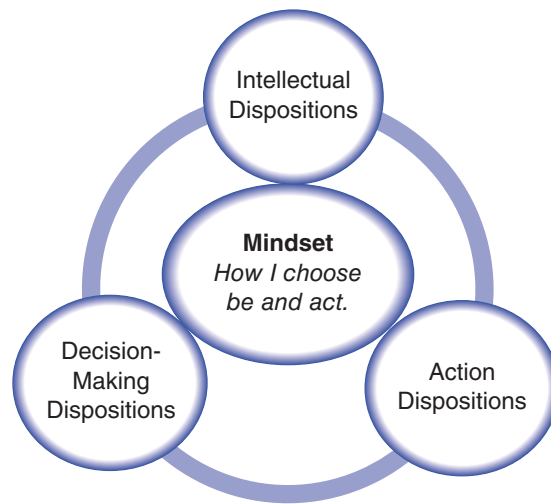 Intellectual
Dispositions
Mindset
How I choose
be and act.
Decision-
Making
Dispositions
Action
Dispositions